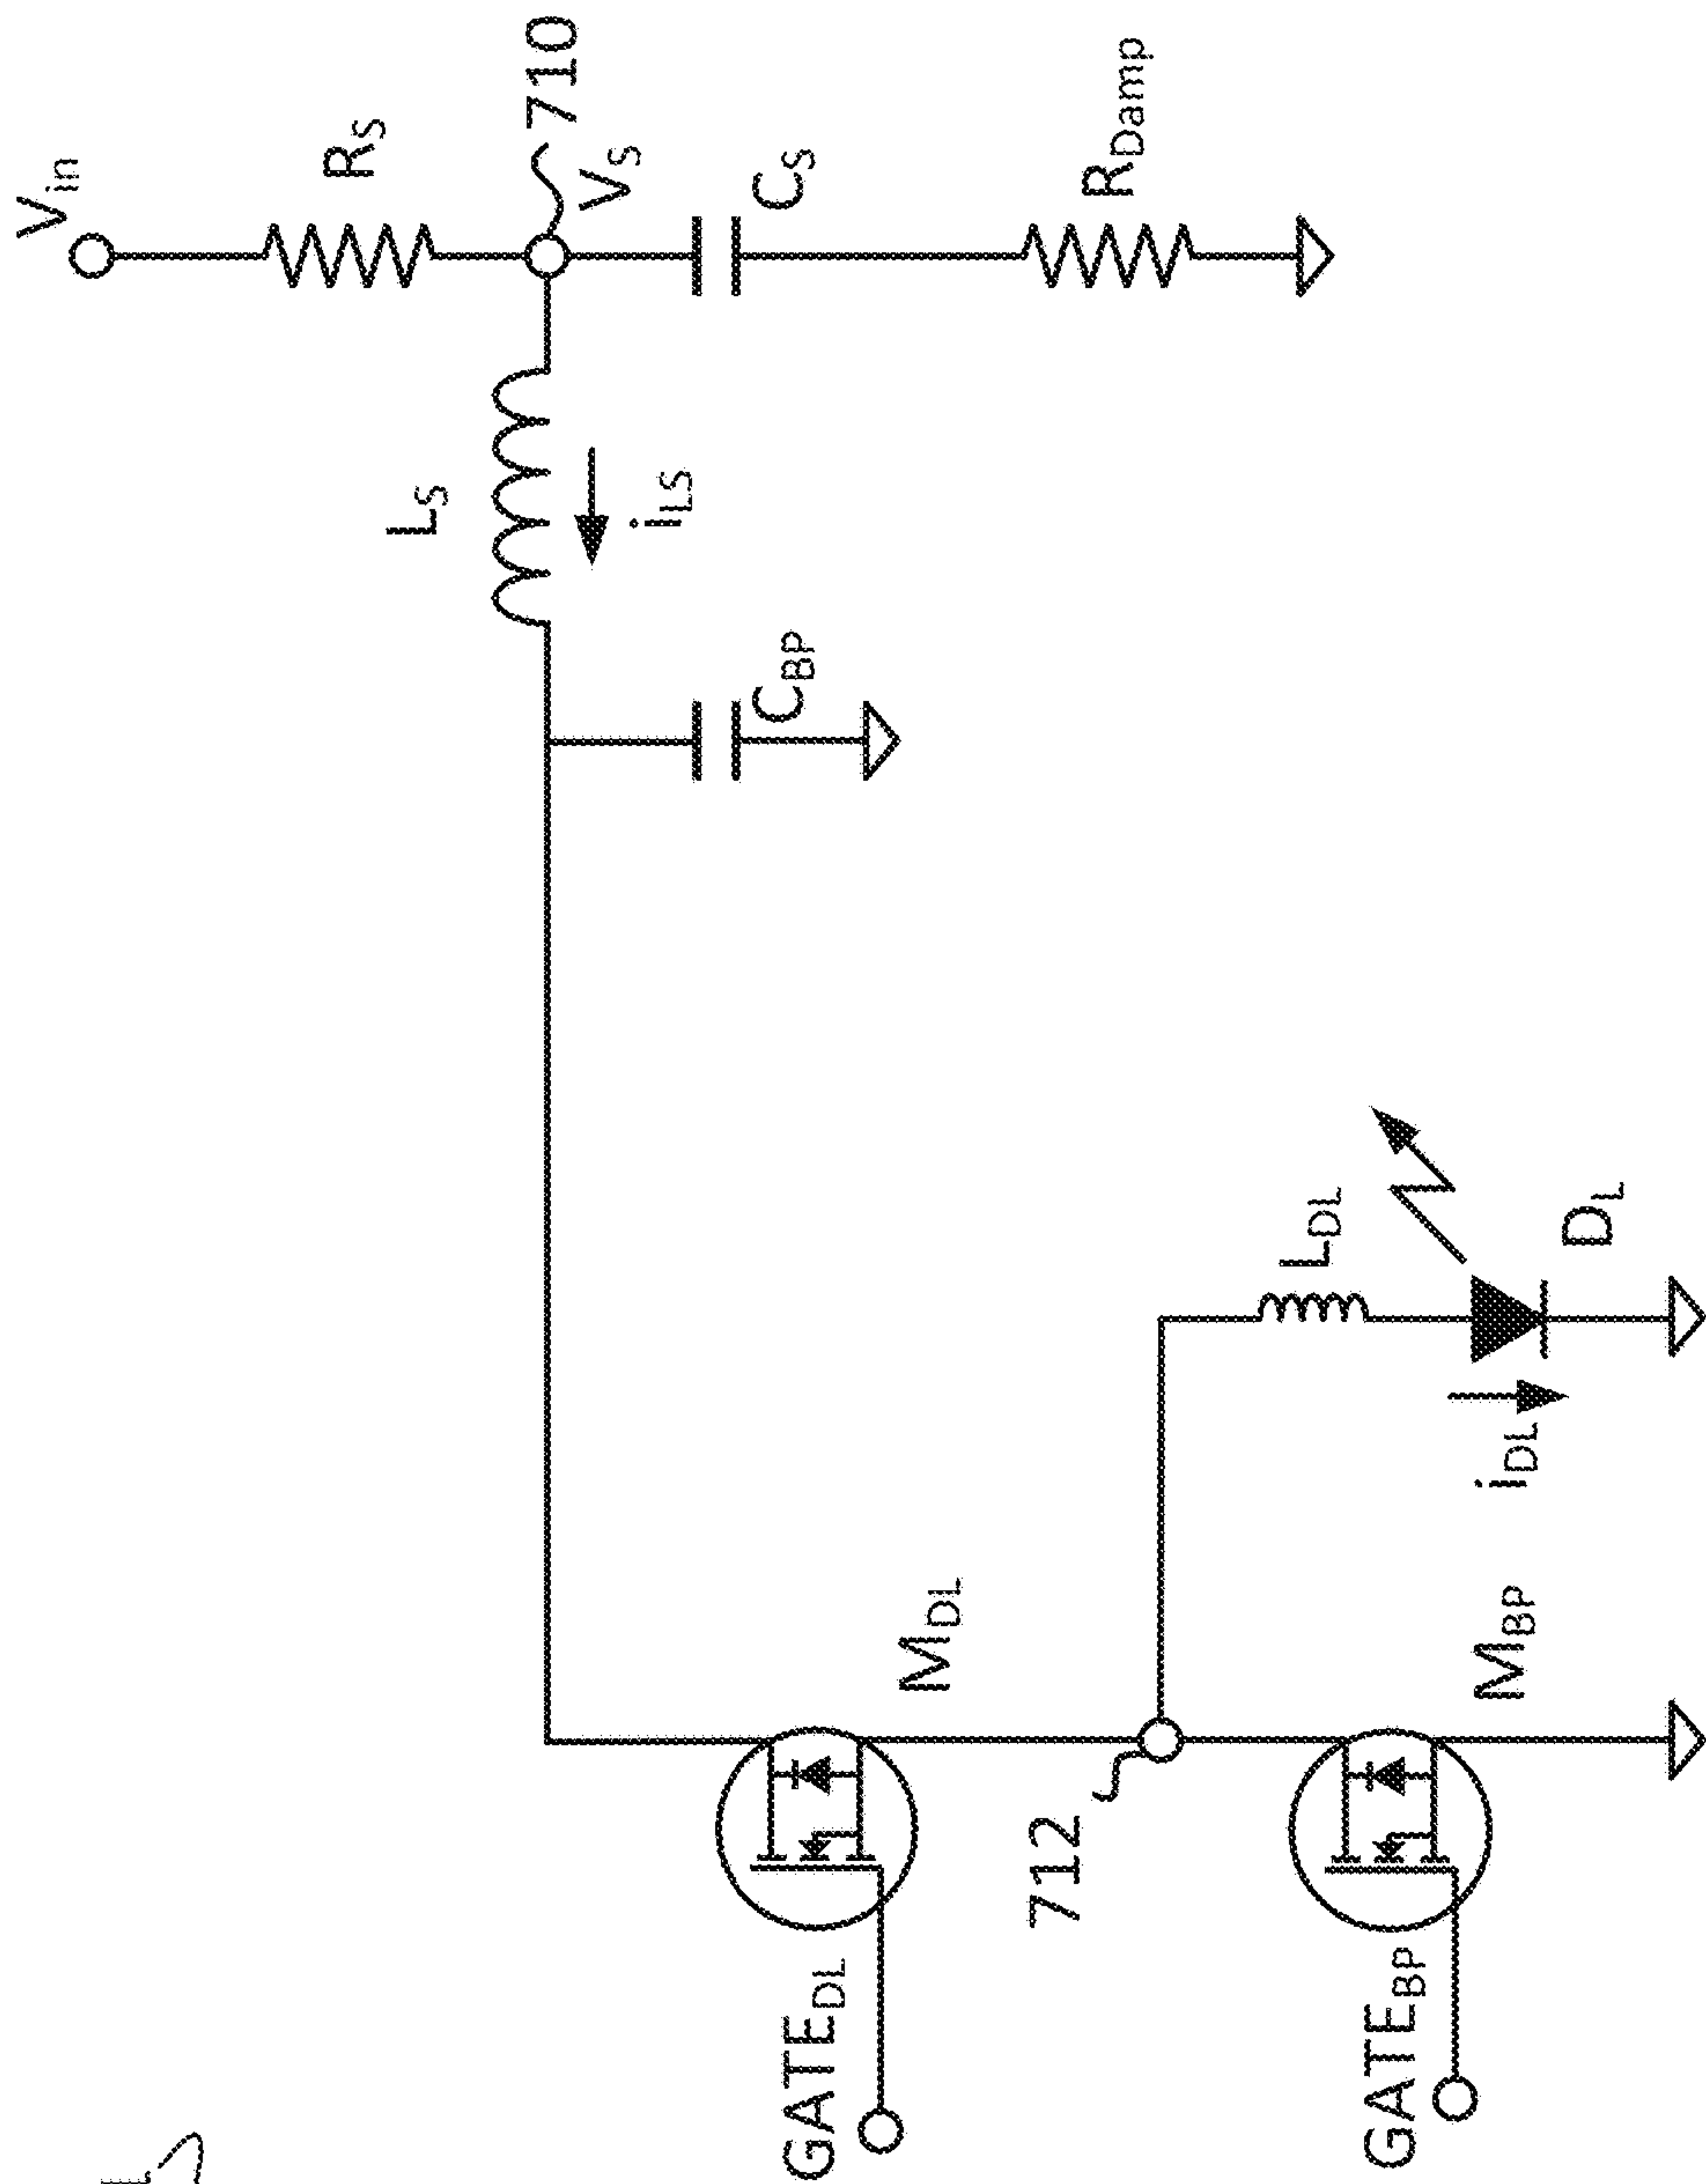 V_in
R_S
710
V_S
C_S
R_Damp
L_S
i_LS
C_BP
L_DL
D_L
i_DL
M_DL
M_BP
712
GATE_DL
GATE_BP